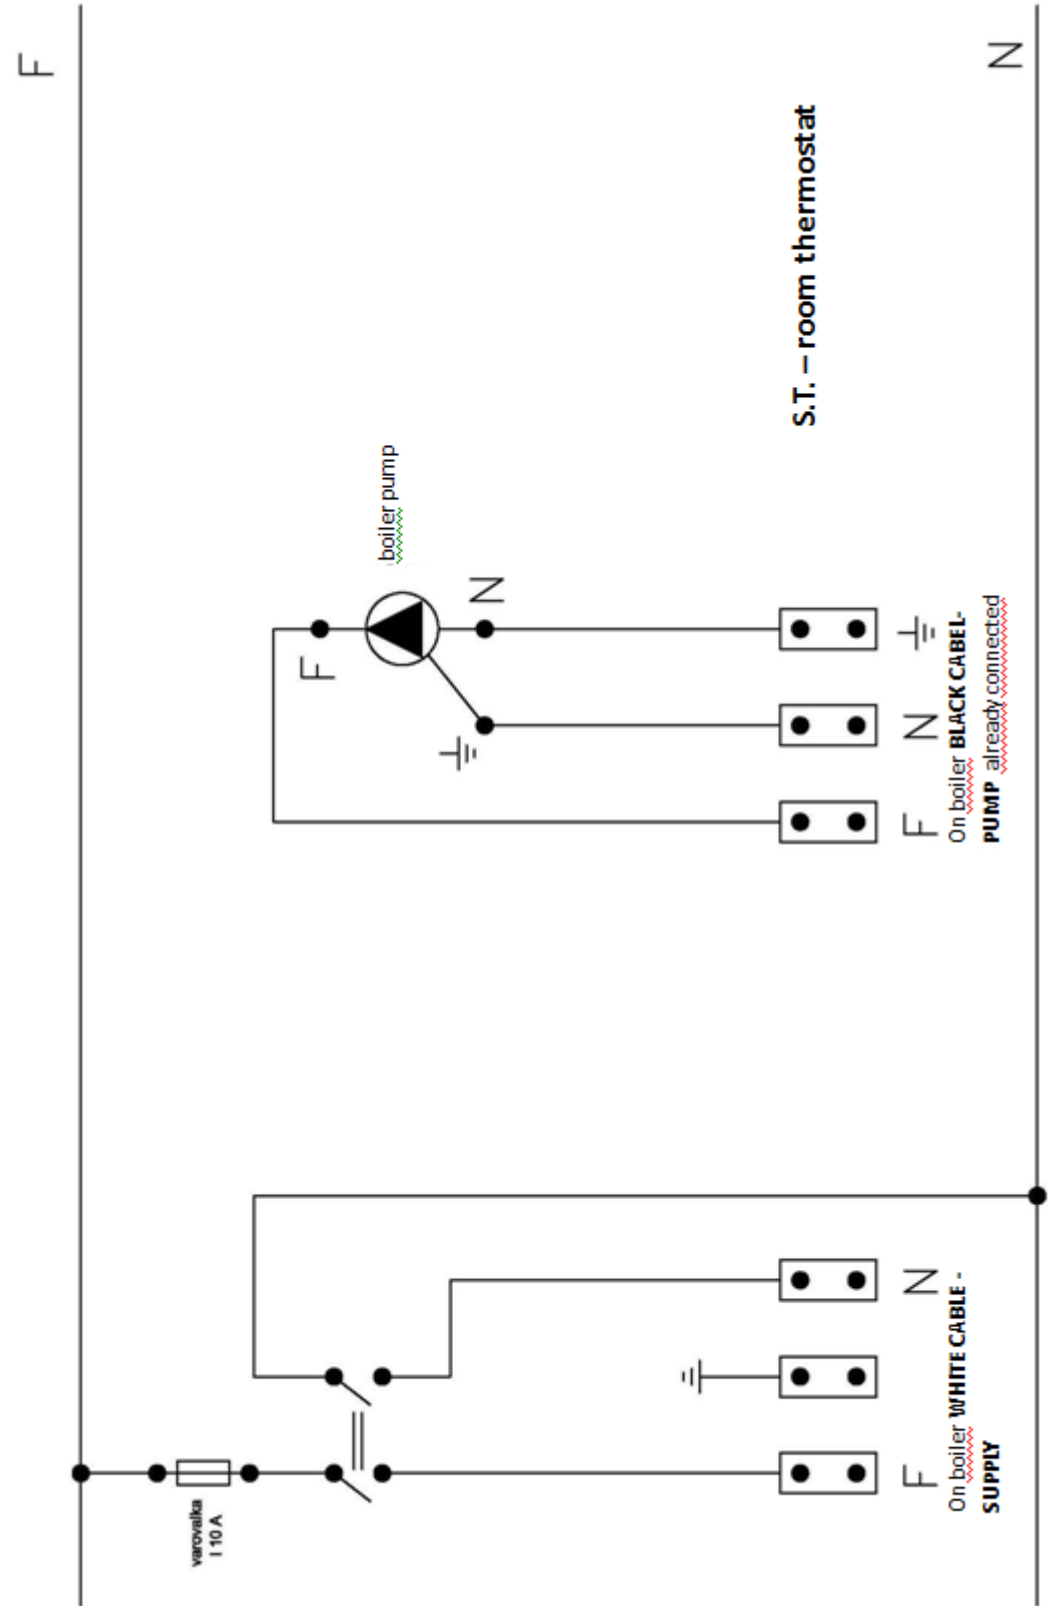 F
N
S.T. – room thermostat
boiler pump
F
N
F
N
On boiler BLACK CABEL-
PUMP already connected
varovalka
I 10 A
F
N
On boiler WHITE CABLE -
SUPPLY